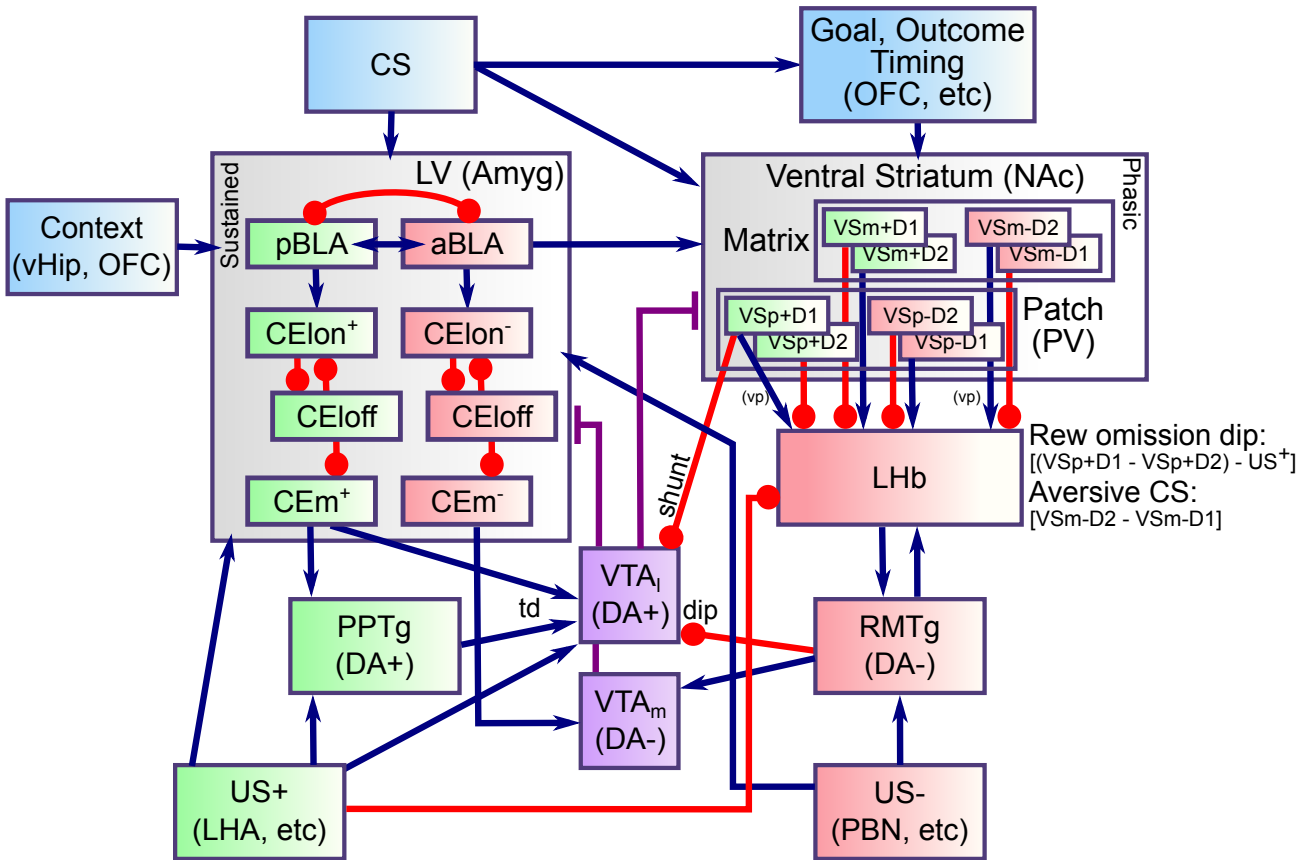 CS
Goal, Outcome
Timing
(OFC, etc)
Context
(vHip, OFC)
Sustained
LV (Amyg)
pBLA
aBLA
CElon⁺
CElon⁻
CEloff
CEloff
CEm⁺
CEm⁻
Phasic
Ventral Striatum (NAc)
Matrix
VSm+D1
VSm+D2
VSm-D2
VSm-D1
Patch
(PV)
VSp+D1
VSp+D2
VSp-D2
VSp-D1
(vp)
(vp)
shunt
LHb
Rew omission dip:
[(VSp+D1 - VSp+D2) - US⁺]
Aversive CS:
[VSm-D2 - VSm-D1]
PPTg
(DA+)
td
VTAₗ
(DA+)
dip
RMTg
(DA-)
VTAₘ
(DA-)
US+
(LHA, etc)
US-
(PBN, etc)